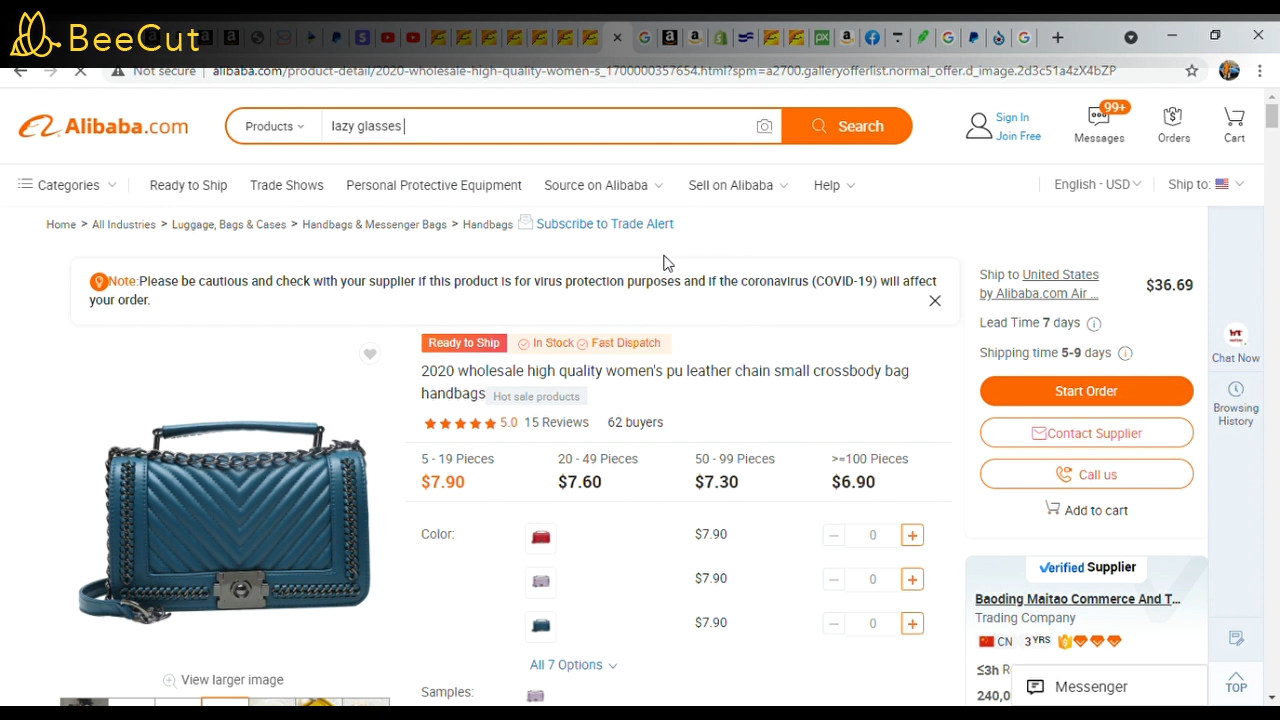 BeeCut
Not secure
alibaba.com/product-detail/2020-wholesale-high-quality-women-s_1700000357654.html?spm=a2700.galleryofferlist.normal_offer.d_image.2d3c51a4zX4bZP
Alibaba.com
Products
lazy glasses
Search
Sign In
Join Free
99+
Messages
Orders
Cart
Categories
Ready to Ship
Trade Shows
Personal Protective Equipment
Source on Alibaba
Sell on Alibaba
Help
English - USD
Ship to:
Home > All Industries > Luggage, Bags & Cases > Handbags & Messenger Bags > Handbags
Subscribe to Trade Alert
Note:Please be cautious and check with your supplier if this product is for virus protection purposes and if the coronavirus (COVID-19) will affect
your order.
Ready to Ship
In Stock
Fast Dispatch
2020 wholesale high quality women's pu leather chain small crossbody bag
handbags
Hot sale products
5.0 15 Reviews 62 buyers
5 - 19 Pieces
20 - 49 Pieces
50 - 99 Pieces
>=100 Pieces
$7.90
$7.60
$7.30
$6.90
Color:
$7.90
0
$7.90
0
$7.90
0
All 7 Options
Samples:
View larger image
Ship to United States
by Alibaba.com Air ...
$36.69
Lead Time 7 days
Shipping time 5-9 days
Start Order
Contact Supplier
Call us
Add to cart
Verified Supplier
Baoding Maitao Commerce And T...
Trading Company
CN 3 YRS
≤3h R
240,0
Messenger
Chat Now
Browsing
History
TOP